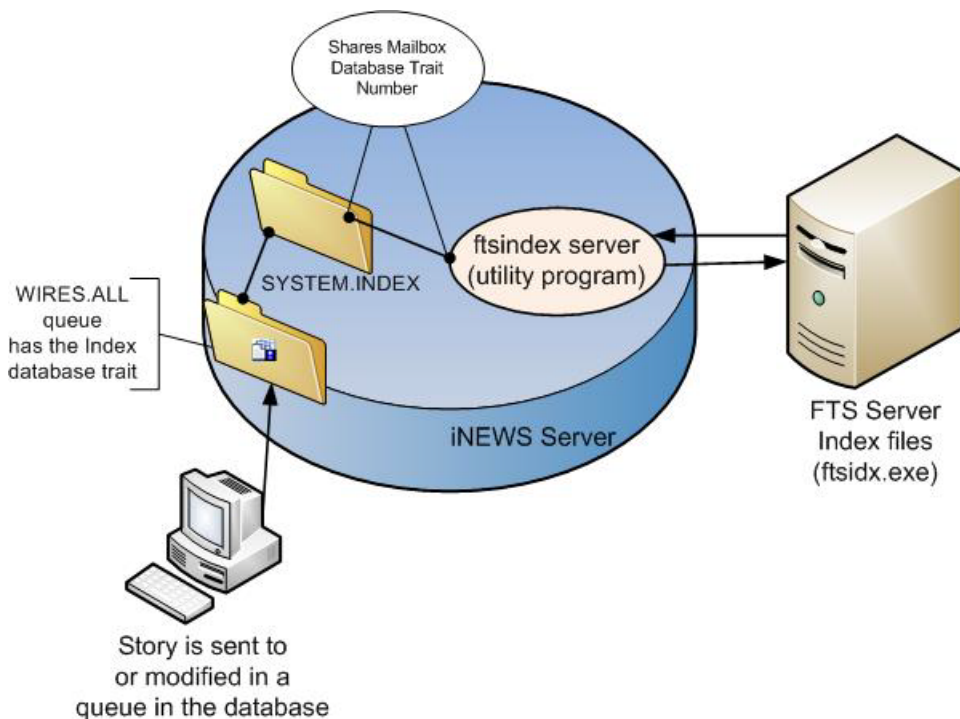 Shares Mailbox
Database Trait
Number
ftsindex server
(utility program)
SYSTEM.INDEX
WIRES.ALL
queue
has the Index
database trait
iNEWS Server
FTS Server
Index files
(ftsidx.exe)
Story is sent to
or modified in a
queue in the database